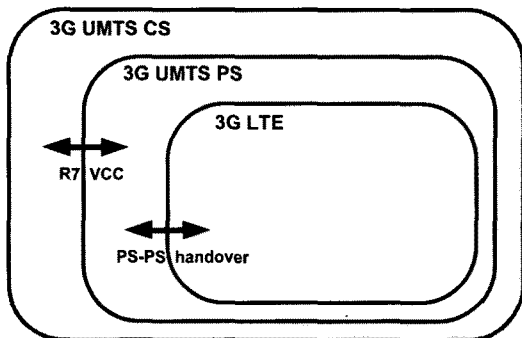 3G UMTS CS
3G UMTS PS
3G LTE
R7 VCC
PS-PS handover